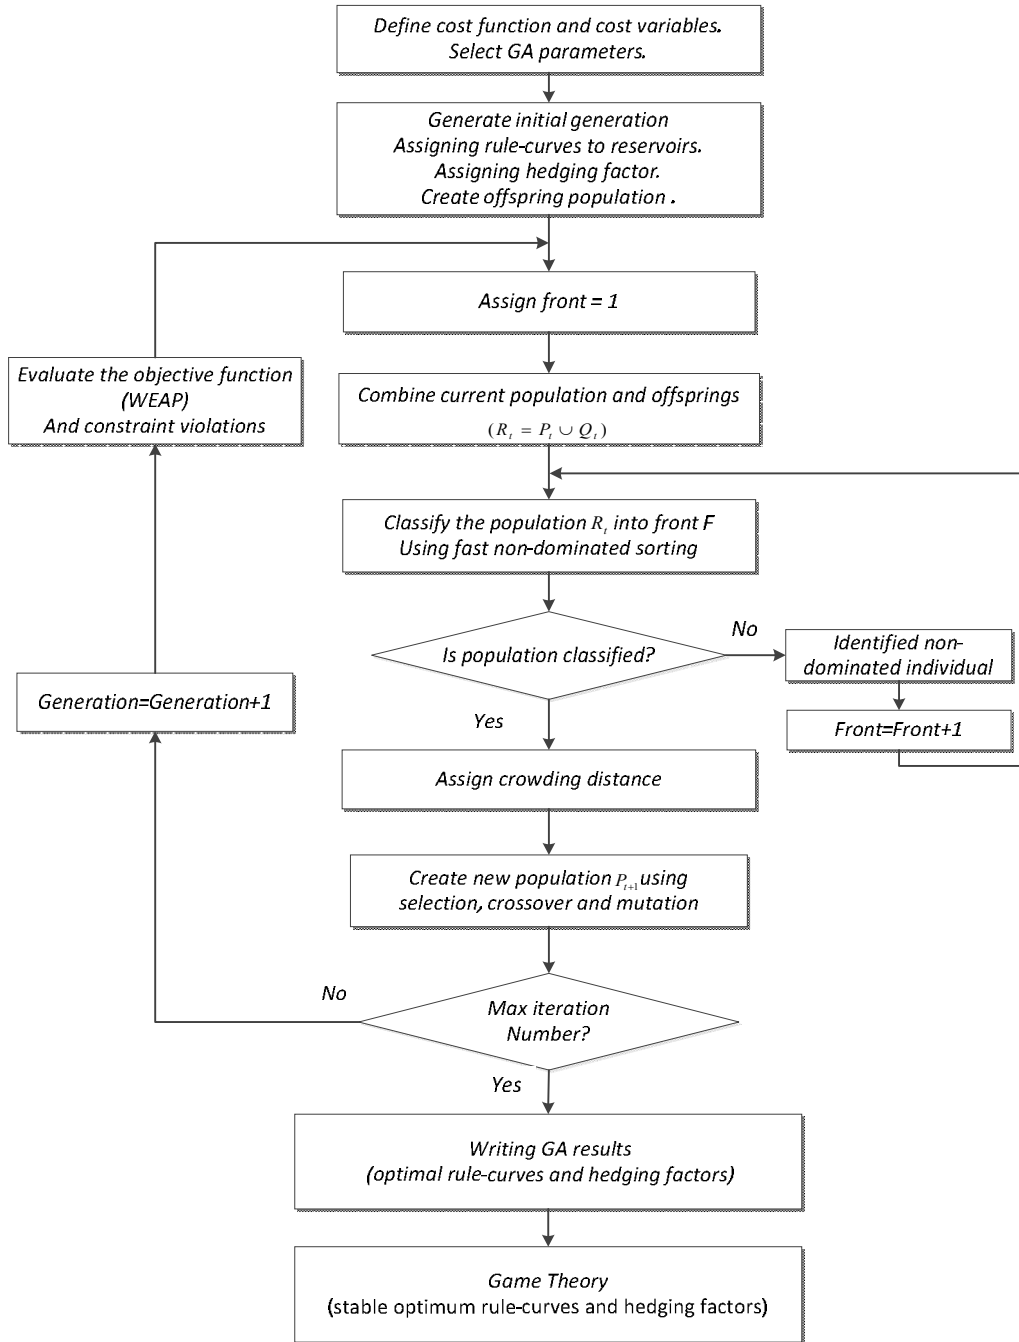 Define cost function and cost variables.
Select GA parameters.
Generate initial generation
Assigning rule-curves to reservoirs.
Assigning hedging factor.
Create offspring population .
Assign front = 1
Evaluate the objective function
(WEAP)
And constraint violations
Combine current population and offsprings
(R_t = P_t ∪ Q_t)
Classify the population R_t into front F
Using fast non-dominated sorting
Is population classified?
No
Identified non-
dominated individual
Generation=Generation+1
Yes
Front=Front+1
Assign crowding distance
Create new population P_{t+1} using
selection, crossover and mutation
No
Max iteration
Number?
Yes
Writing GA results
(optimal rule-curves and hedging factors)
Game Theory
(stable optimum rule-curves and hedging factors)